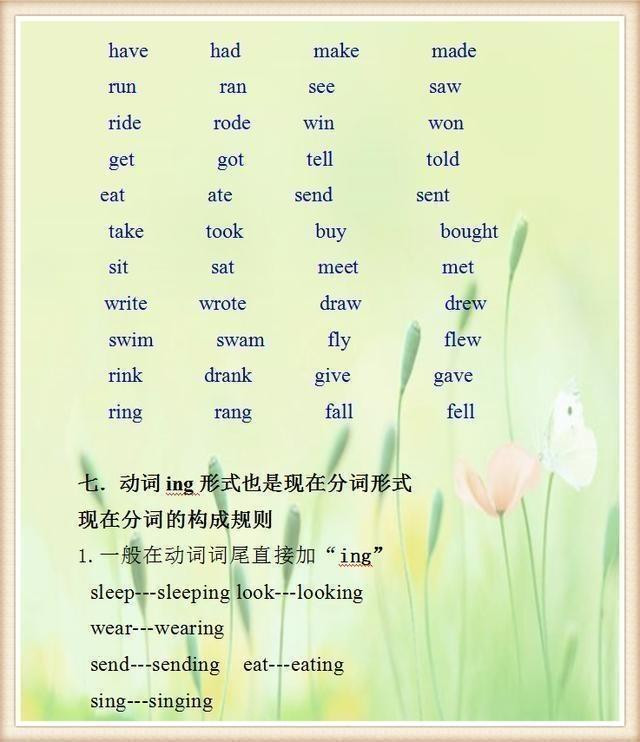 have had make made
run ran see saw
ride rode win won
get got tell told
eat ate send sent
take took buy bought
sit sat meet met
write wrote draw drew
swim swam fly flew
rink drank give gave
ring rang fall fell
七．动词 ing 形式也是现在分词形式
现在分词的构成规则
1.一般在动词词尾直接加“ing”
sleep---sleeping look---looking
wear---wearing
send---sending eat---eating
sing---singing